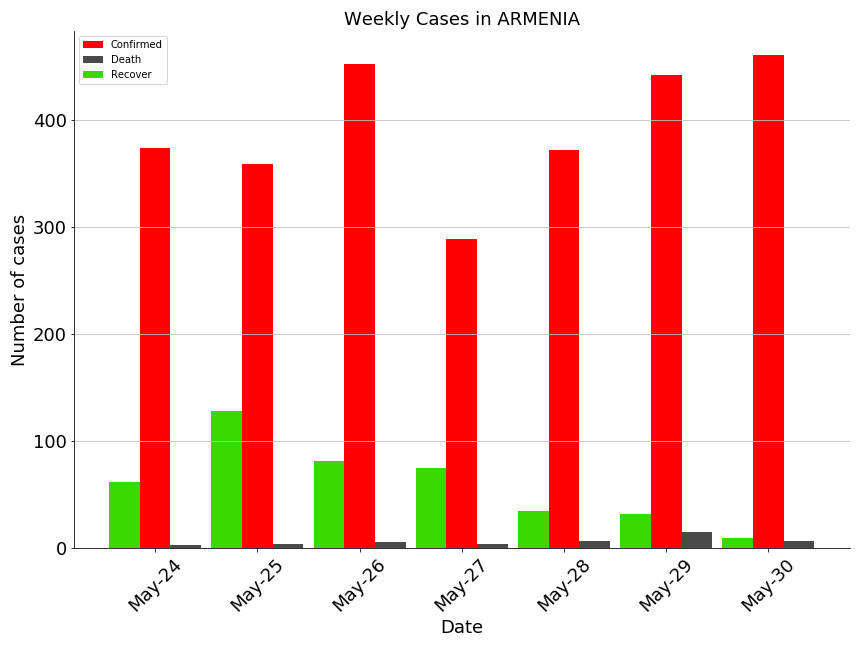 Weekly Cases in ARMENIA
Confirmed
Death
Recover
Number of cases
400
300
200
100
0
May-24
May-25
May-26
May-27
May-28
May-29
May-30
Date